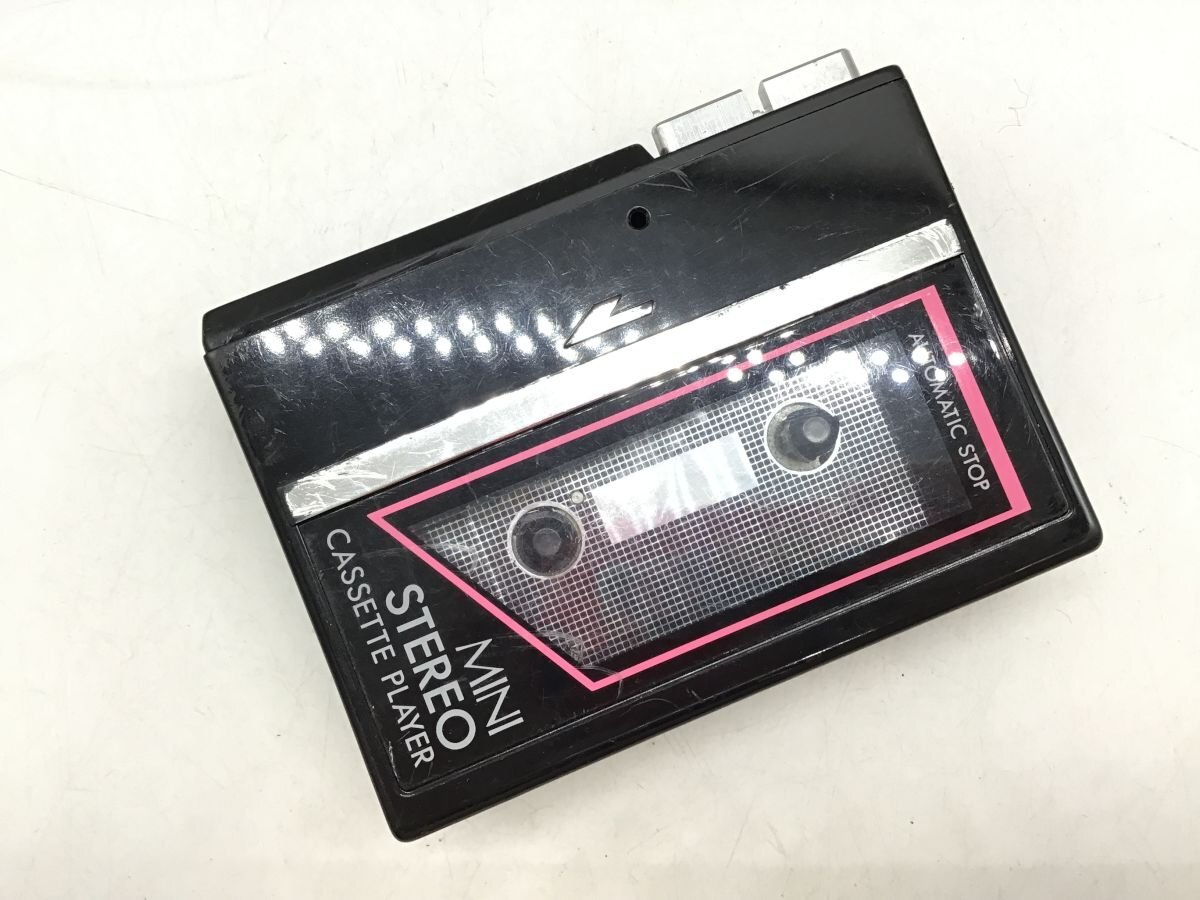 MINI
STEREO
CASSETTE PLAYER
AUTOMATIC STOP